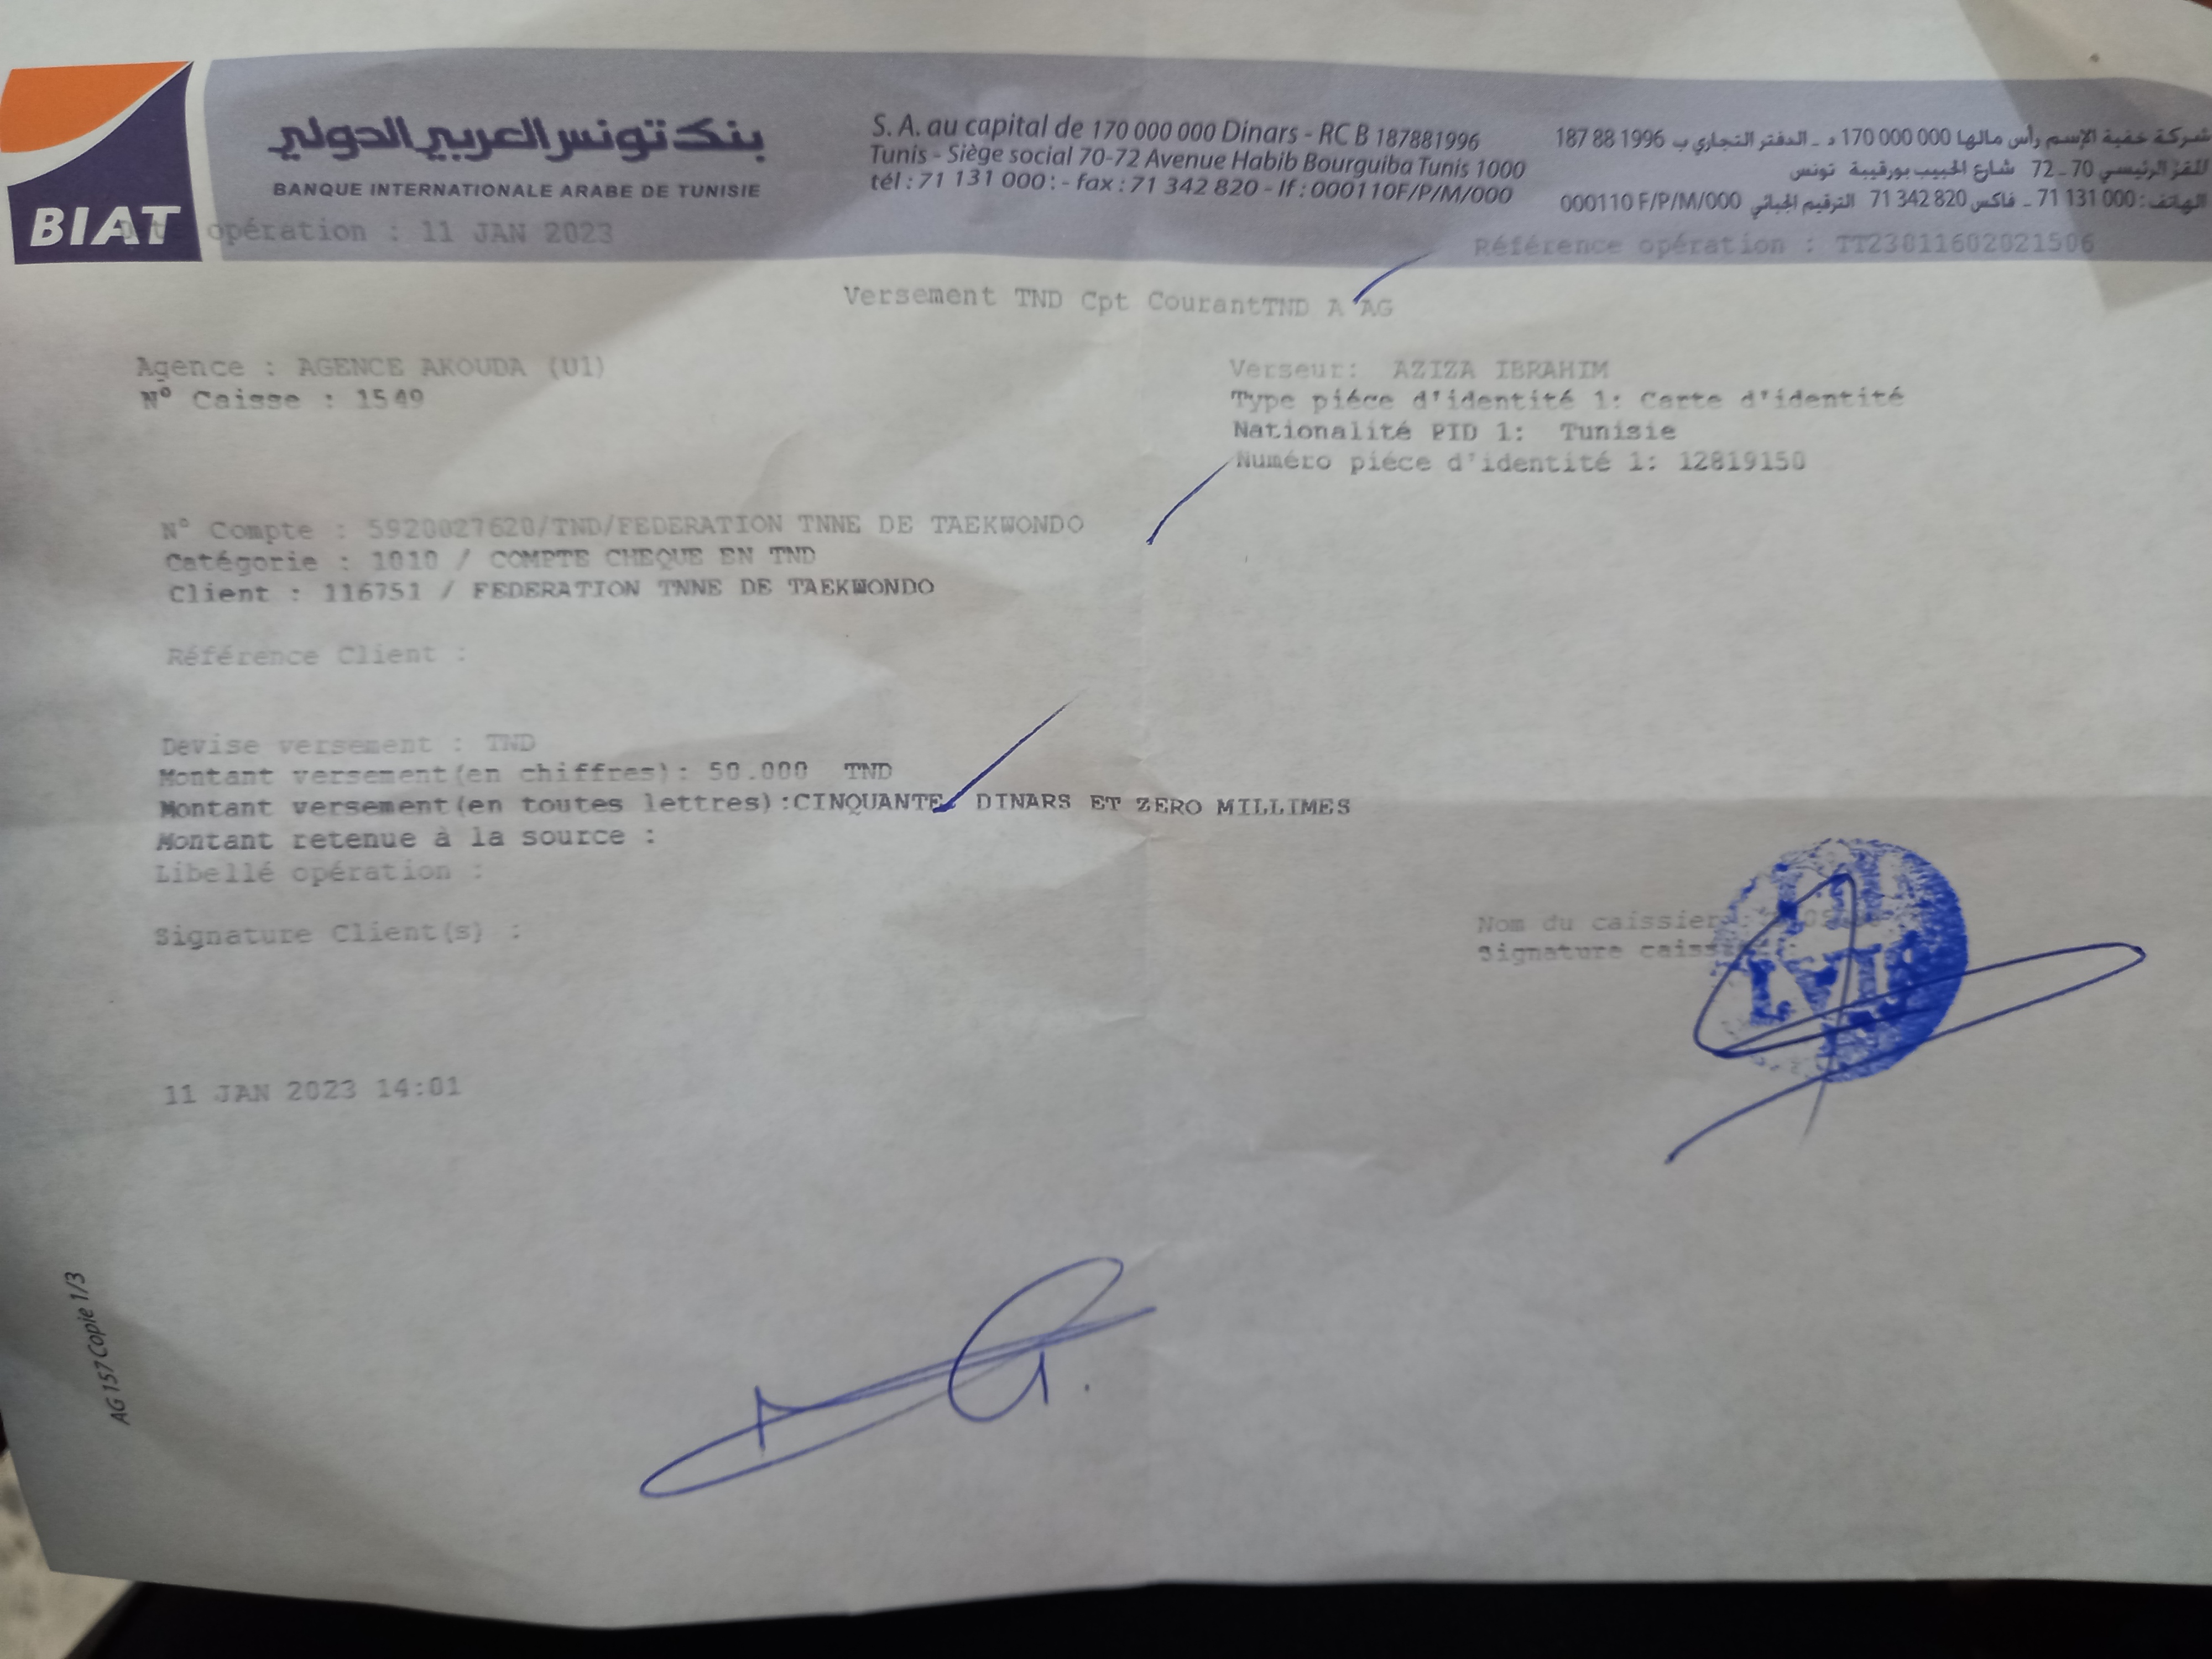 بنك تونس العربي الدولي
BANQUE INTERNATIONALE ARABE DE TUNISIE
BIAT
S. A. au capital de 170 000 000 Dinars - RC B 187881996
Tunis - Siège social 70-72 Avenue Habib Bourguiba Tunis 1000
tél : 71 131 000 : - fax : 71 342 820 - If : 000110F/P/M/000
شركة خفية الإسم رأس مالها 000 000 170 د ـ الدفتر التجاري ب 1996 88 187
المقر الرئيسي 70 ـ 72 شارع الحبيب بورقيبة تونس
الهاتف : 000 131 71 ـ فاكس 820 342 71 الترقيم الجبائي 000110 F/P/M/000
Date opération : 11 JAN 2023
Référence opération : TT23011602021506
Versement TND Cpt CourantTND A AG
Agence : AGENCE AKOUDA (U1)
N° Caisse : 1549
Verseur: AZIZA IBRAHIM
Type piéce d'identité 1: Carte d'identité
Nationalité PID 1: Tunisie
Numéro piéce d'identité 1: 12819150
N° Compte : 5920027620/TND/FEDERATION TNNE DE TAEKWONDO
Catégorie : 1010 / COMPTE CHEQUE EN TND
Client : 116751 / FEDERATION TNNE DE TAEKWONDO
Référence Client :
Devise versement : TND
Montant versement(en chiffres): 50.000 TND
Montant versement(en toutes lettres):CINQUANTE DINARS ET ZERO MILLIMES
Montant retenue à la source :
Libellé opération :
Signature Client(s) :
Nom du caissier
Signature
11 JAN 2023 14:01
AG 157 Copie 1/3